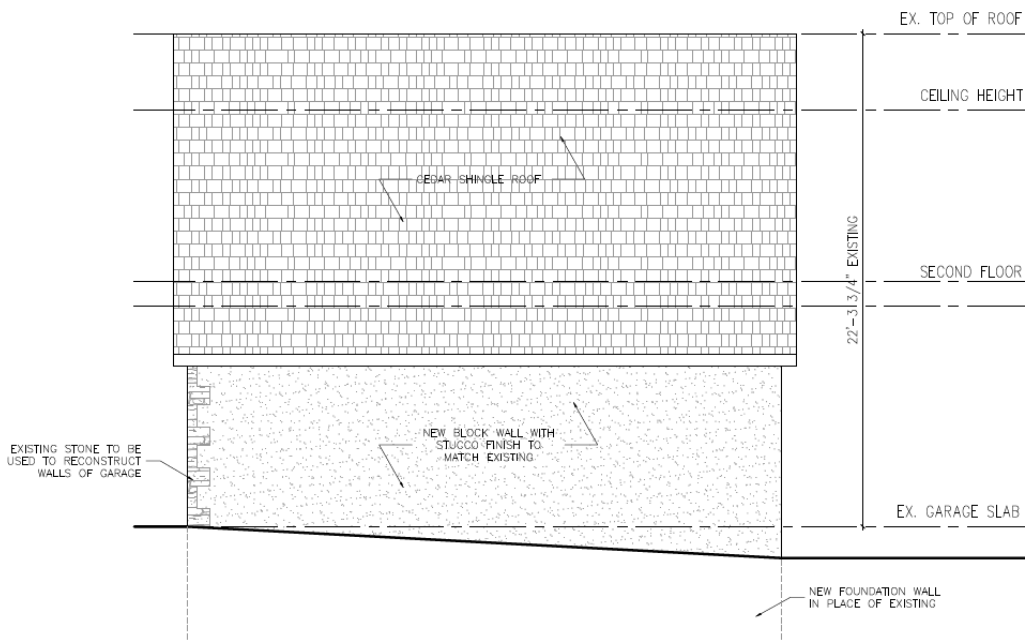 EX. TOP OF ROOF
CEILING HEIGHT
CEDAR SHINGLE ROOF
22'-3 3/4" EXISTING
SECOND FLOOR
NEW BLOCK WALL WITH
STUCCO FINISH TO
MATCH EXISTING
EXISTING STONE TO BE
USED TO RECONSTRUCT
WALLS OF GARAGE
EX. GARAGE SLAB
NEW FOUNDATION WALL
IN PLACE OF EXISTING